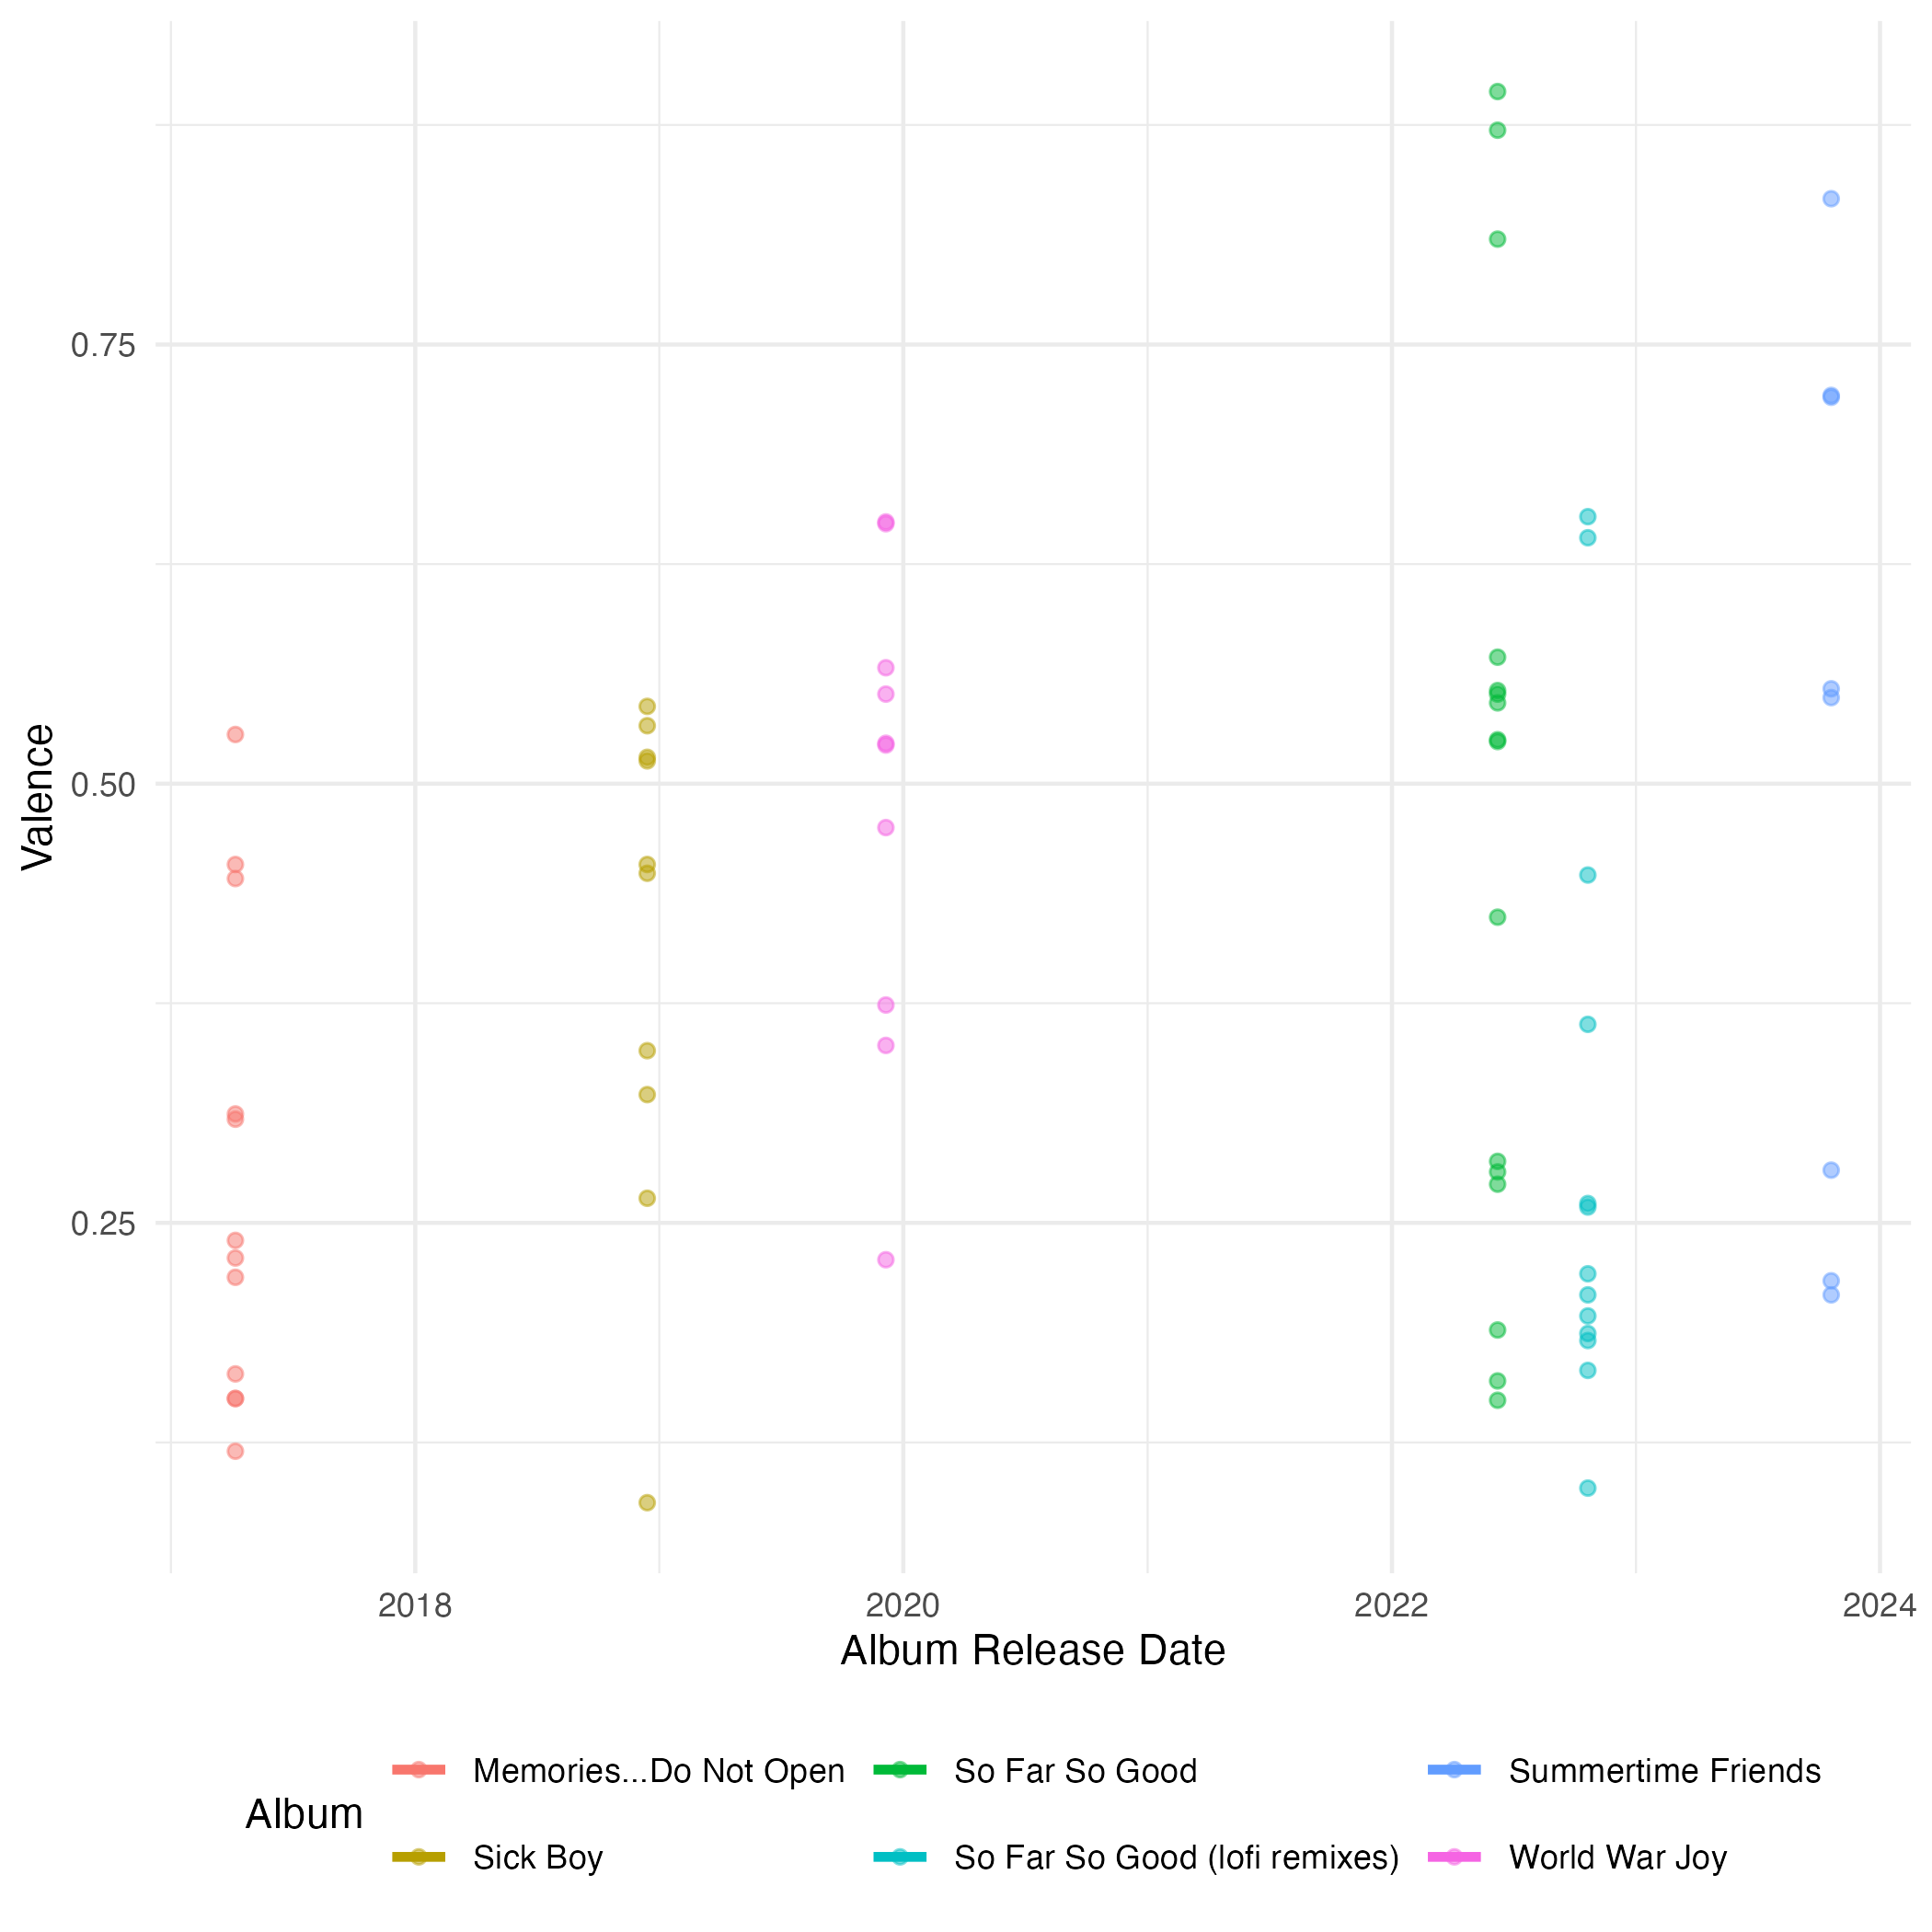 0.75
0.50
0.25
Valence
2018 2020 2022 2024
Album Release Date
Album
Memories...Do Not Open So Far So Good Summertime Friends
Sick Boy So Far So Good (lofi remixes) World War Joy